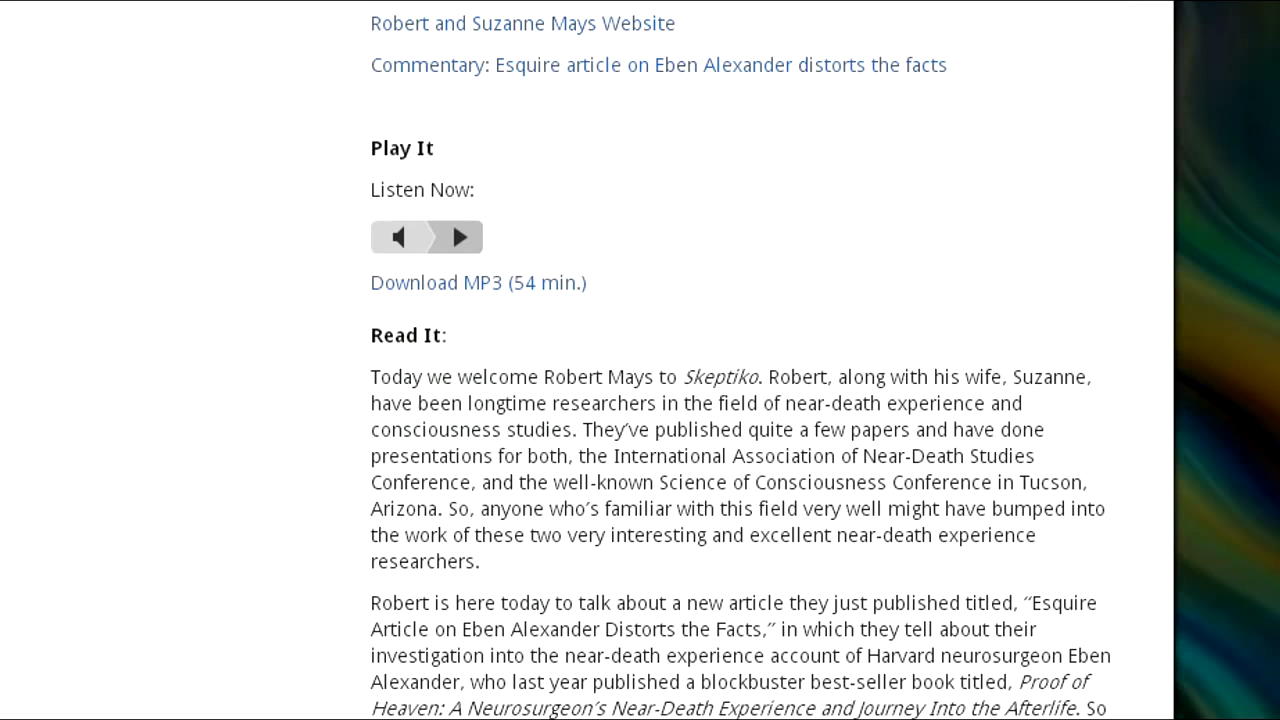 Robert and Suzanne Mays Website
Commentary: Esquire article on Eben Alexander distorts the facts
Play It
Listen Now:
Download MP3 (54 min.)
Read It:
Today we welcome Robert Mays to Skeptiko. Robert, along with his wife, Suzanne,
have been longtime researchers in the field of near-death experience and
consciousness studies. They’ve published quite a few papers and have done
presentations for both, the International Association of Near-Death Studies
Conference, and the well-known Science of Consciousness Conference in Tucson,
Arizona. So, anyone who’s familiar with this field very well might have bumped into
the work of these two very interesting and excellent near-death experience
researchers.
Robert is here today to talk about a new article they just published titled, “Esquire
Article on Eben Alexander Distorts the Facts,” in which they tell about their
investigation into the near-death experience account of Harvard neurosurgeon Eben
Alexander, who last year published a blockbuster best-seller book titled, Proof of
Heaven: A Neurosurgeon’s Near-Death Experience and Journey Into the Afterlife. So